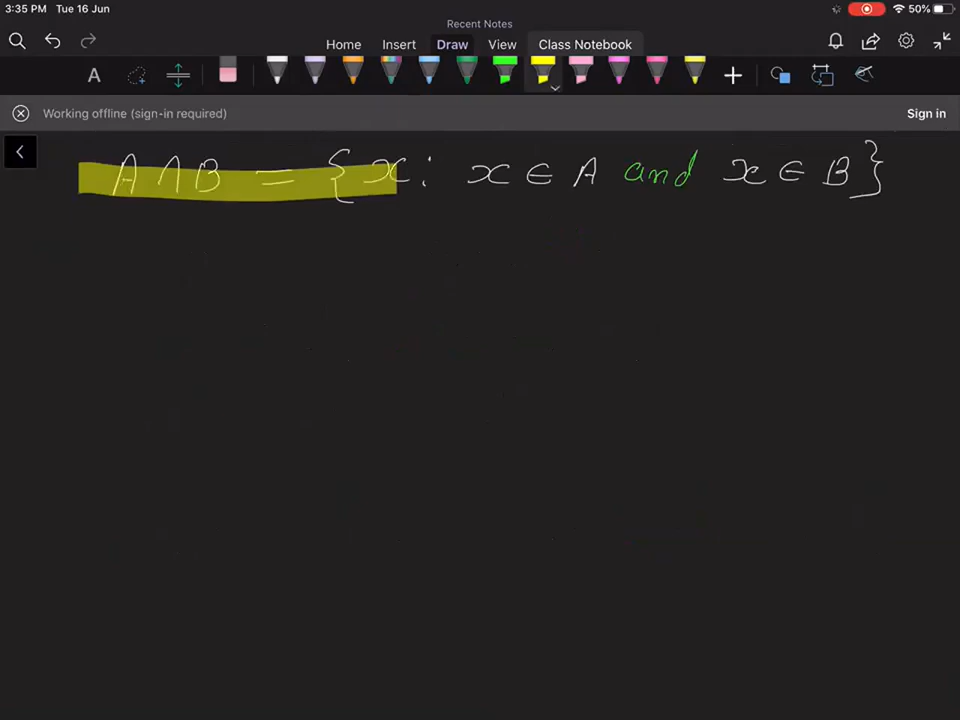 3:35 PM Tue 16 Jun 50%
Recent Notes
Home Insert Draw View Class Notebook
A
Working offline (sign-in required) Sign in
A ∩ B = {x : x ∈ A and x ∈ B}